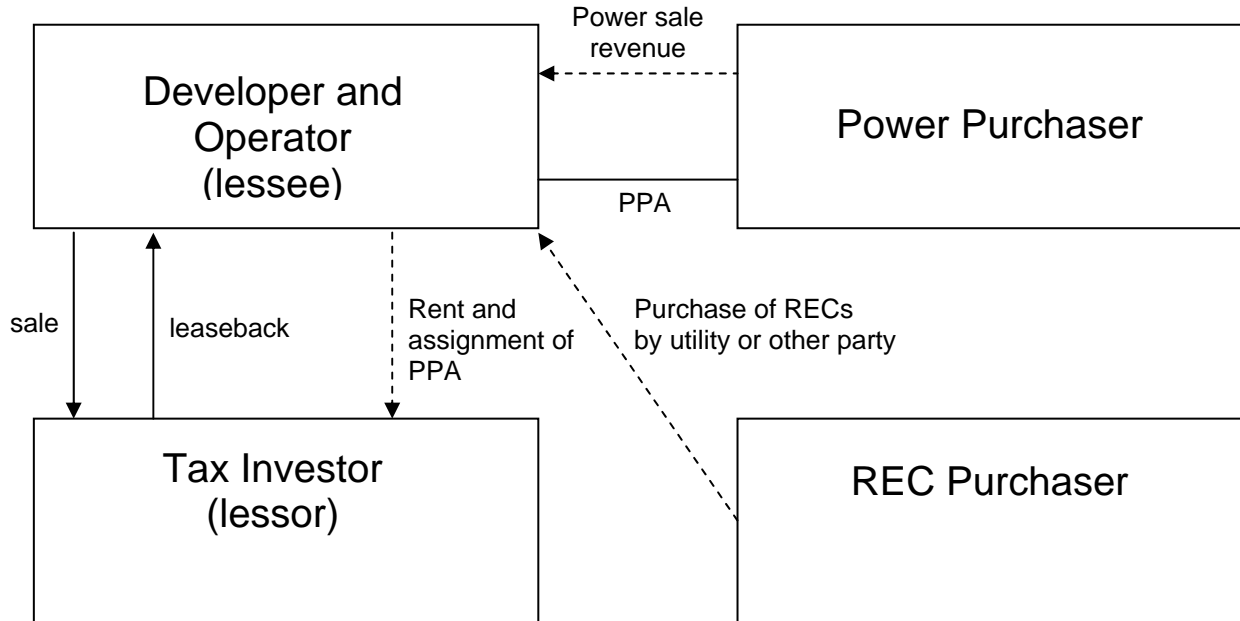 Power sale
revenue
Developer and
Operator
(lessee)
Power Purchaser
PPA
sale
leaseback
Rent and
assignment of
PPA
Purchase of RECs
by utility or other party
Tax Investor
(lessor)
REC Purchaser